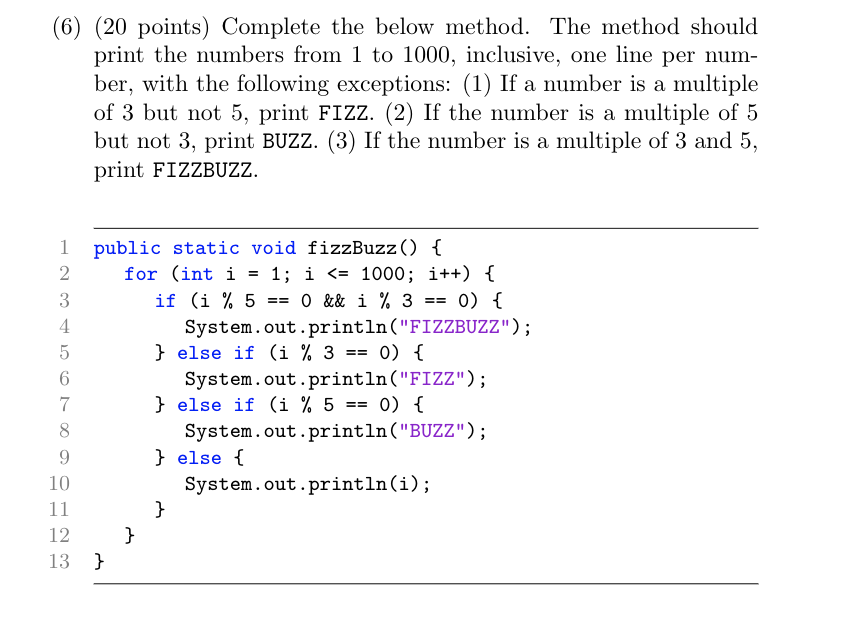 (6) (20 points) Complete the below method. The method should
print the numbers from 1 to 1000, inclusive, one line per num-
ber, with the following exceptions: (1) If a number is a multiple
of 3 but not 5, print FIZZ. (2) If the number is a multiple of 5
but not 3, print BUZZ. (3) If the number is a multiple of 3 and 5,
print FIZZBUZZ.
1 public static void fizzBuzz() {
2 for (int i = 1; i <= 1000; i++) {
3 if (i % 5 == 0 && i % 3 == 0) {
4 System.out.println("FIZZBUZZ");
5 } else if (i % 3 == 0) {
6 System.out.println("FIZZ");
7 } else if (i % 5 == 0) {
8 System.out.println("BUZZ");
9 } else {
10 System.out.println(i);
11 }
12 }
13 }